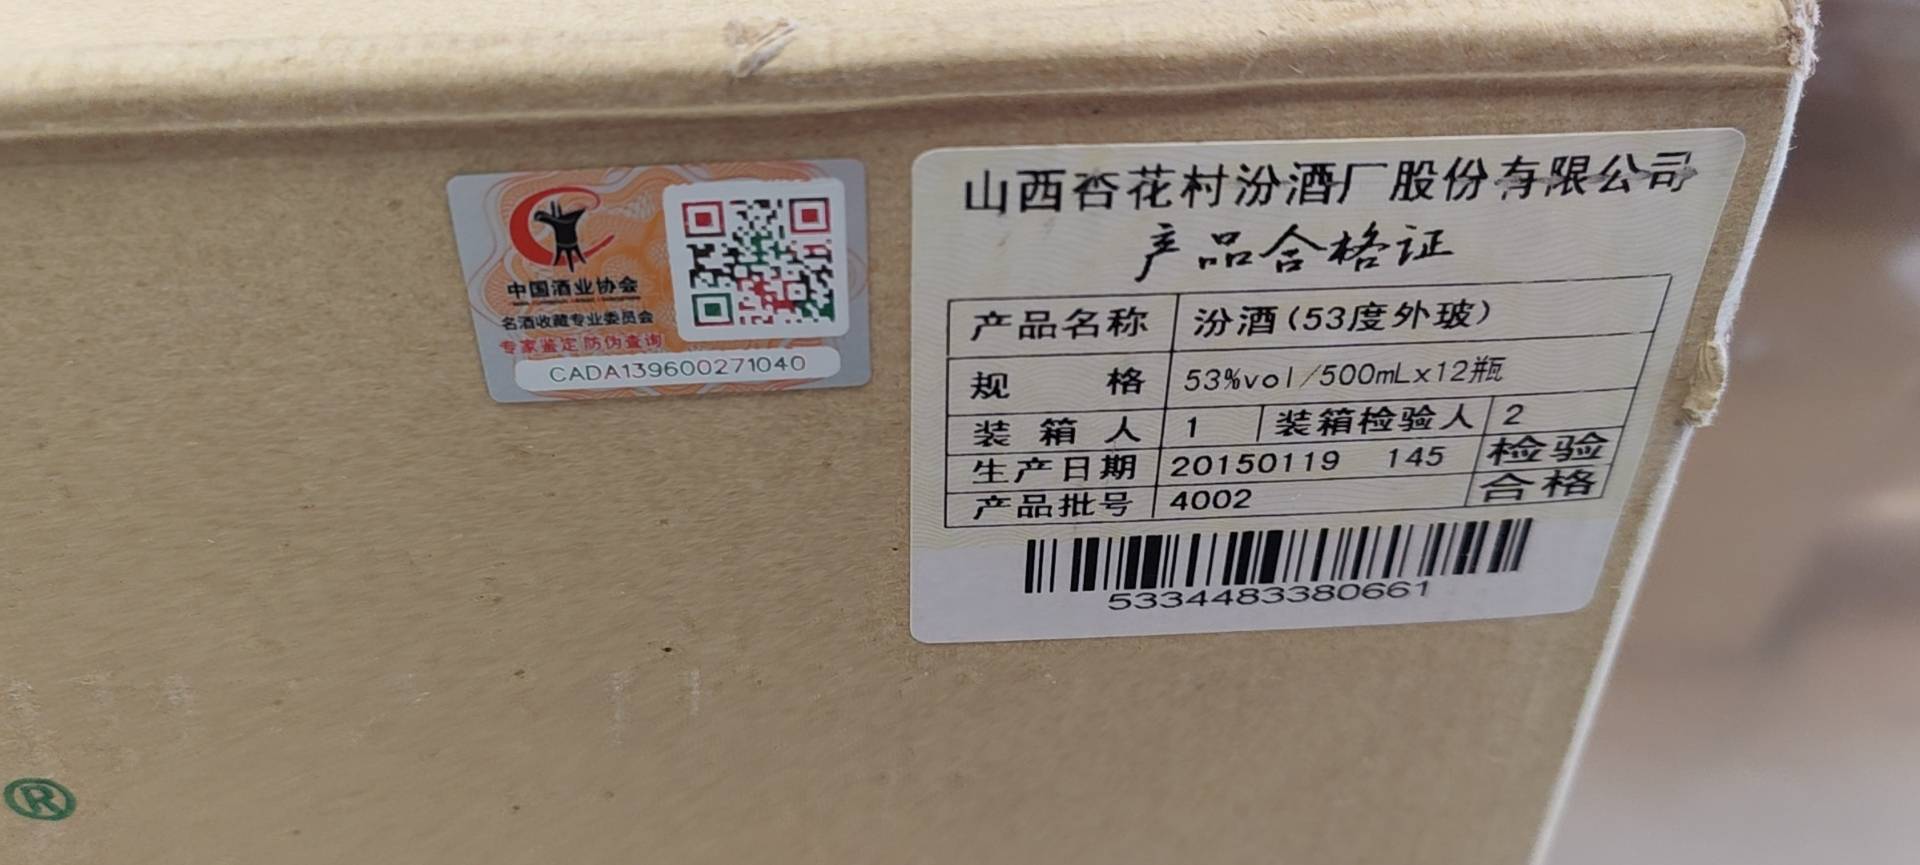 中国酒业协会
名酒收藏专业委员会
专家鉴定 防伪查询
CADA139600271040
山西杏花村汾酒厂股份有限公司
产品合格证
产品名称 汾酒(53度外玻)
规格 53%vol/500mLx12瓶
装箱人 1 装箱检验人 2
生产日期 20150119 145 检验
产品批号 4002 合格
5334483380661
®